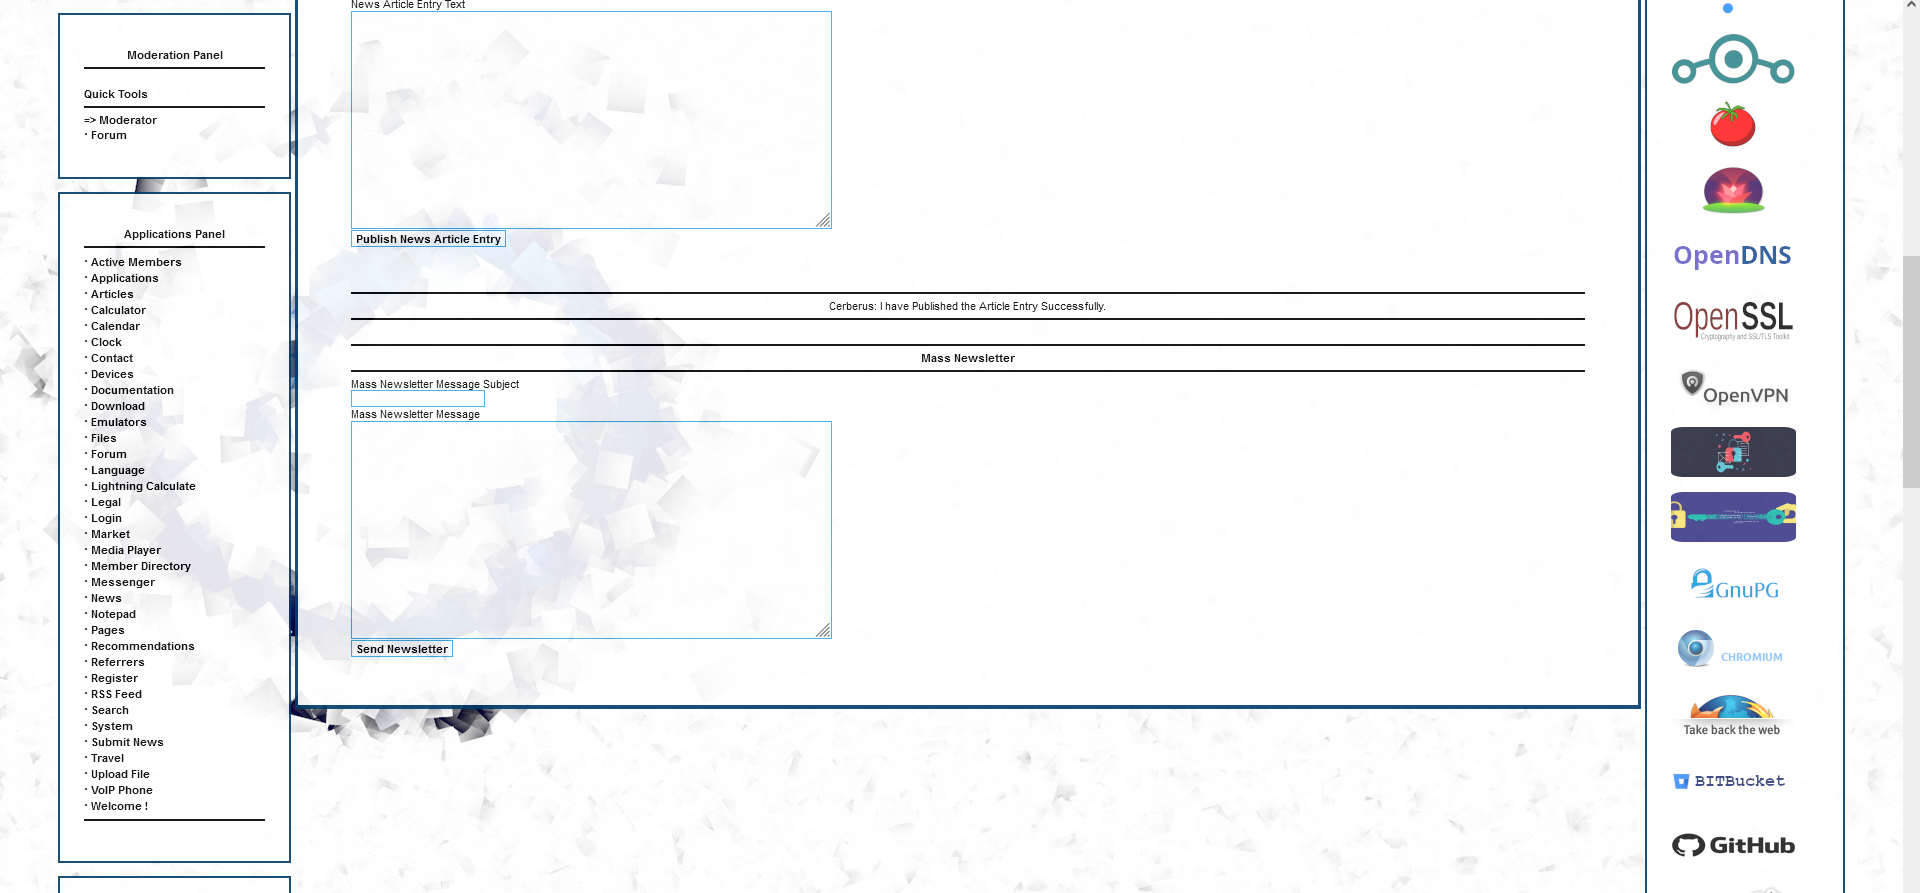 Moderation Panel
Quick Tools
=> Moderator
· Forum
Applications Panel
· Active Members
· Applications
· Articles
· Calculator
· Calendar
· Clock
· Contact
· Devices
· Documentation
· Download
· Emulators
· Files
· Forum
· Language
· Lightning Calculate
· Legal
· Login
· Market
· Media Player
· Member Directory
· Messenger
· News
· Notepad
· Pages
· Recommendations
· Referrers
· Register
· RSS Feed
· Search
· System
· Submit News
· Travel
· Upload File
· VoIP Phone
· Welcome !
News Article Entry Text
Publish News Article Entry
Cerberus: I have Published the Article Entry Successfully.
Mass Newsletter
Mass Newsletter Message Subject
Mass Newsletter Message
Send Newsletter
OpenDNS
OpenSSL
Cryptography and SSL/TLS Toolkit
OpenVPN
GnuPG
CHROMIUM
Take back the web
BITBucket
GitHub